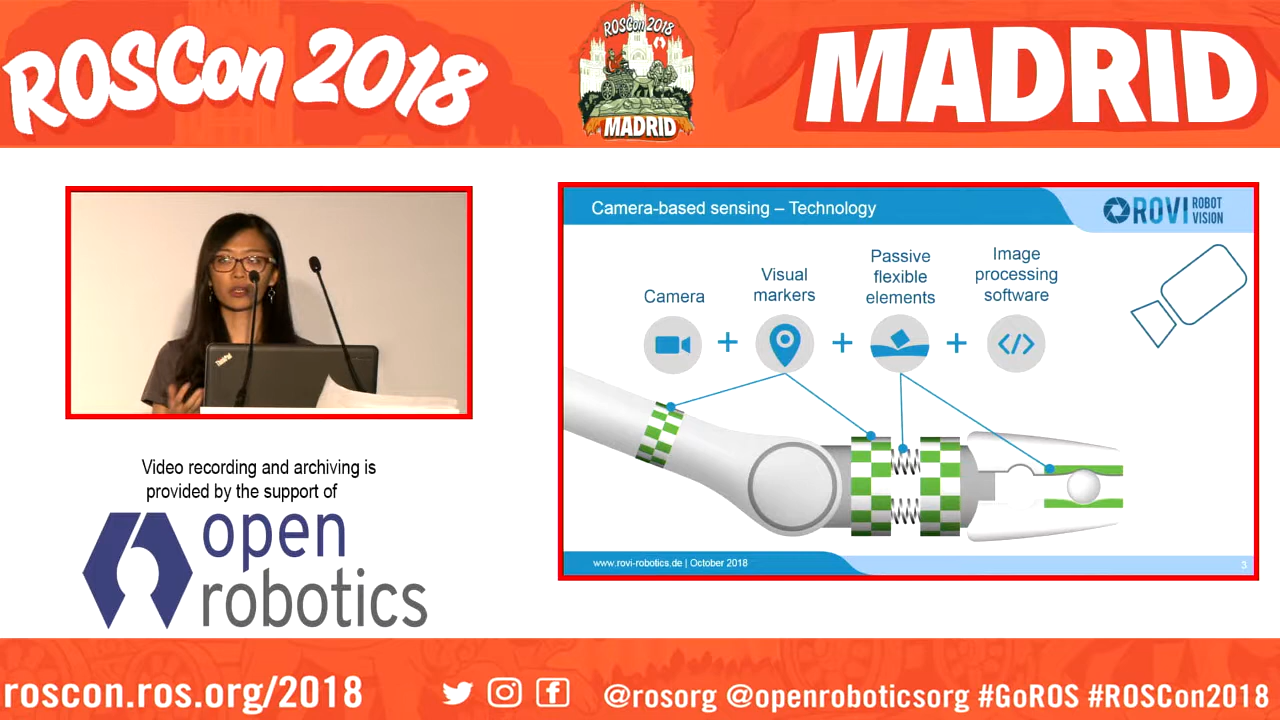 ROSCon 2018
ROSCon 2018
MADRID
MADRID
ThinkPad
Video recording and archiving is
provided by the support of
open
robotics
Camera-based sensing – Technology
ROVI ROBOT
VISION
Camera
Visual
markers
Passive
flexible
elements
Image
processing
software
+
+
+
</>
www.rovi-robotics.de | October 2018
3
roscon.ros.org/2018
@rosorg @openroboticsorg #GoROS #ROSCon2018